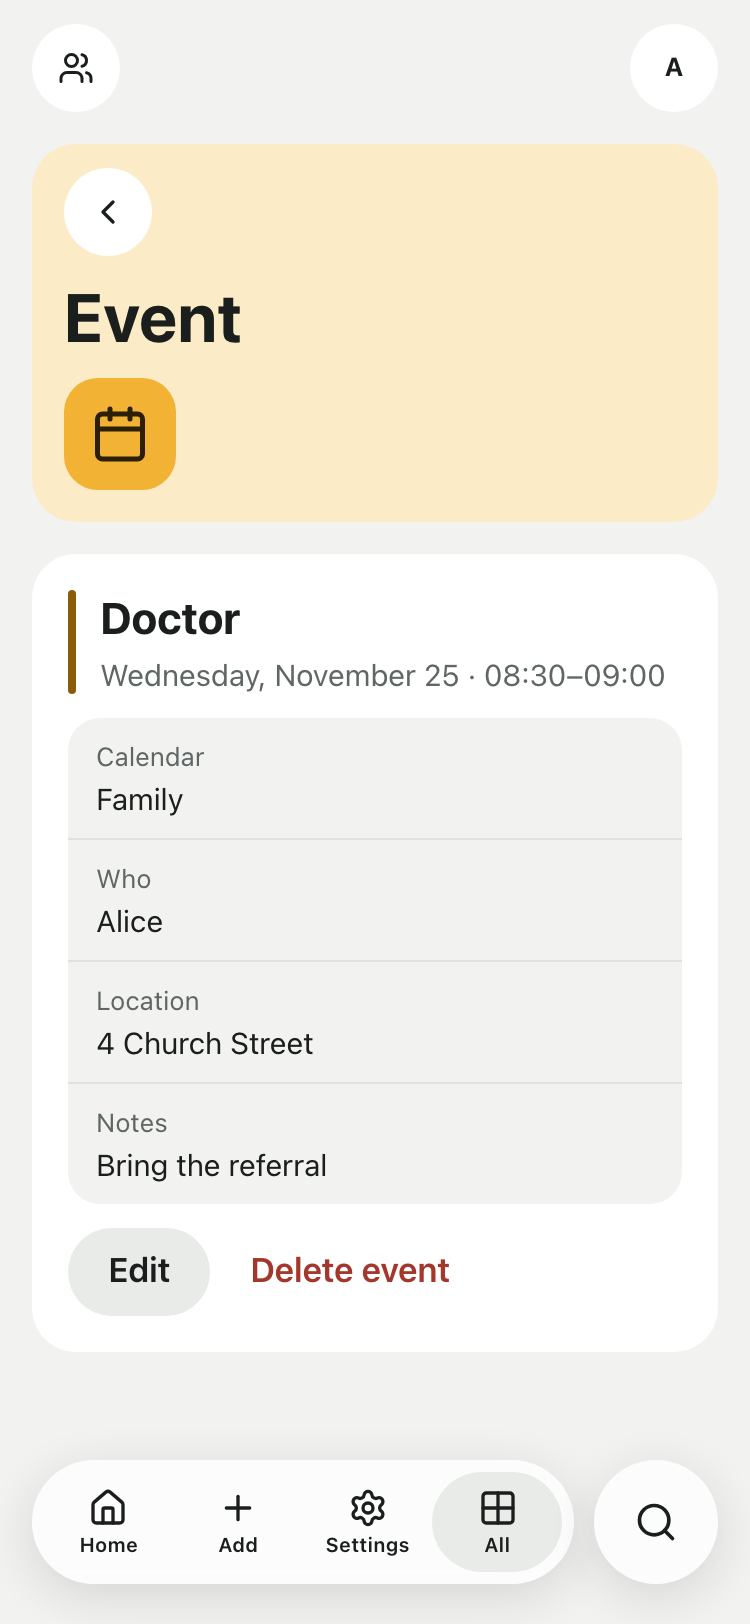 A
Event
Doctor
Wednesday, November 25 · 08:30–09:00
Calendar
Family
Who
Alice
Location
4 Church Street
Notes
Bring the referral
Edit
Delete event
Home
Add
Settings
All